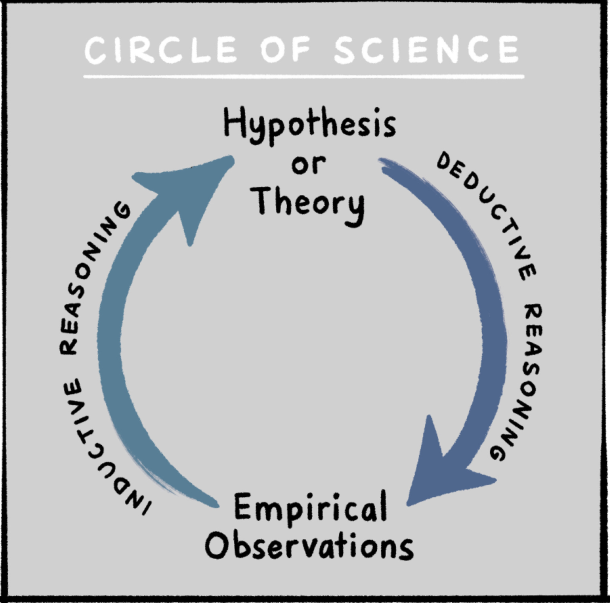 CIRCLE OF SCIENCE
Hypothesis
or
Theory
DEDUCTIVE REASONING
INDUCTIVE REASONING
Empirical
Observations